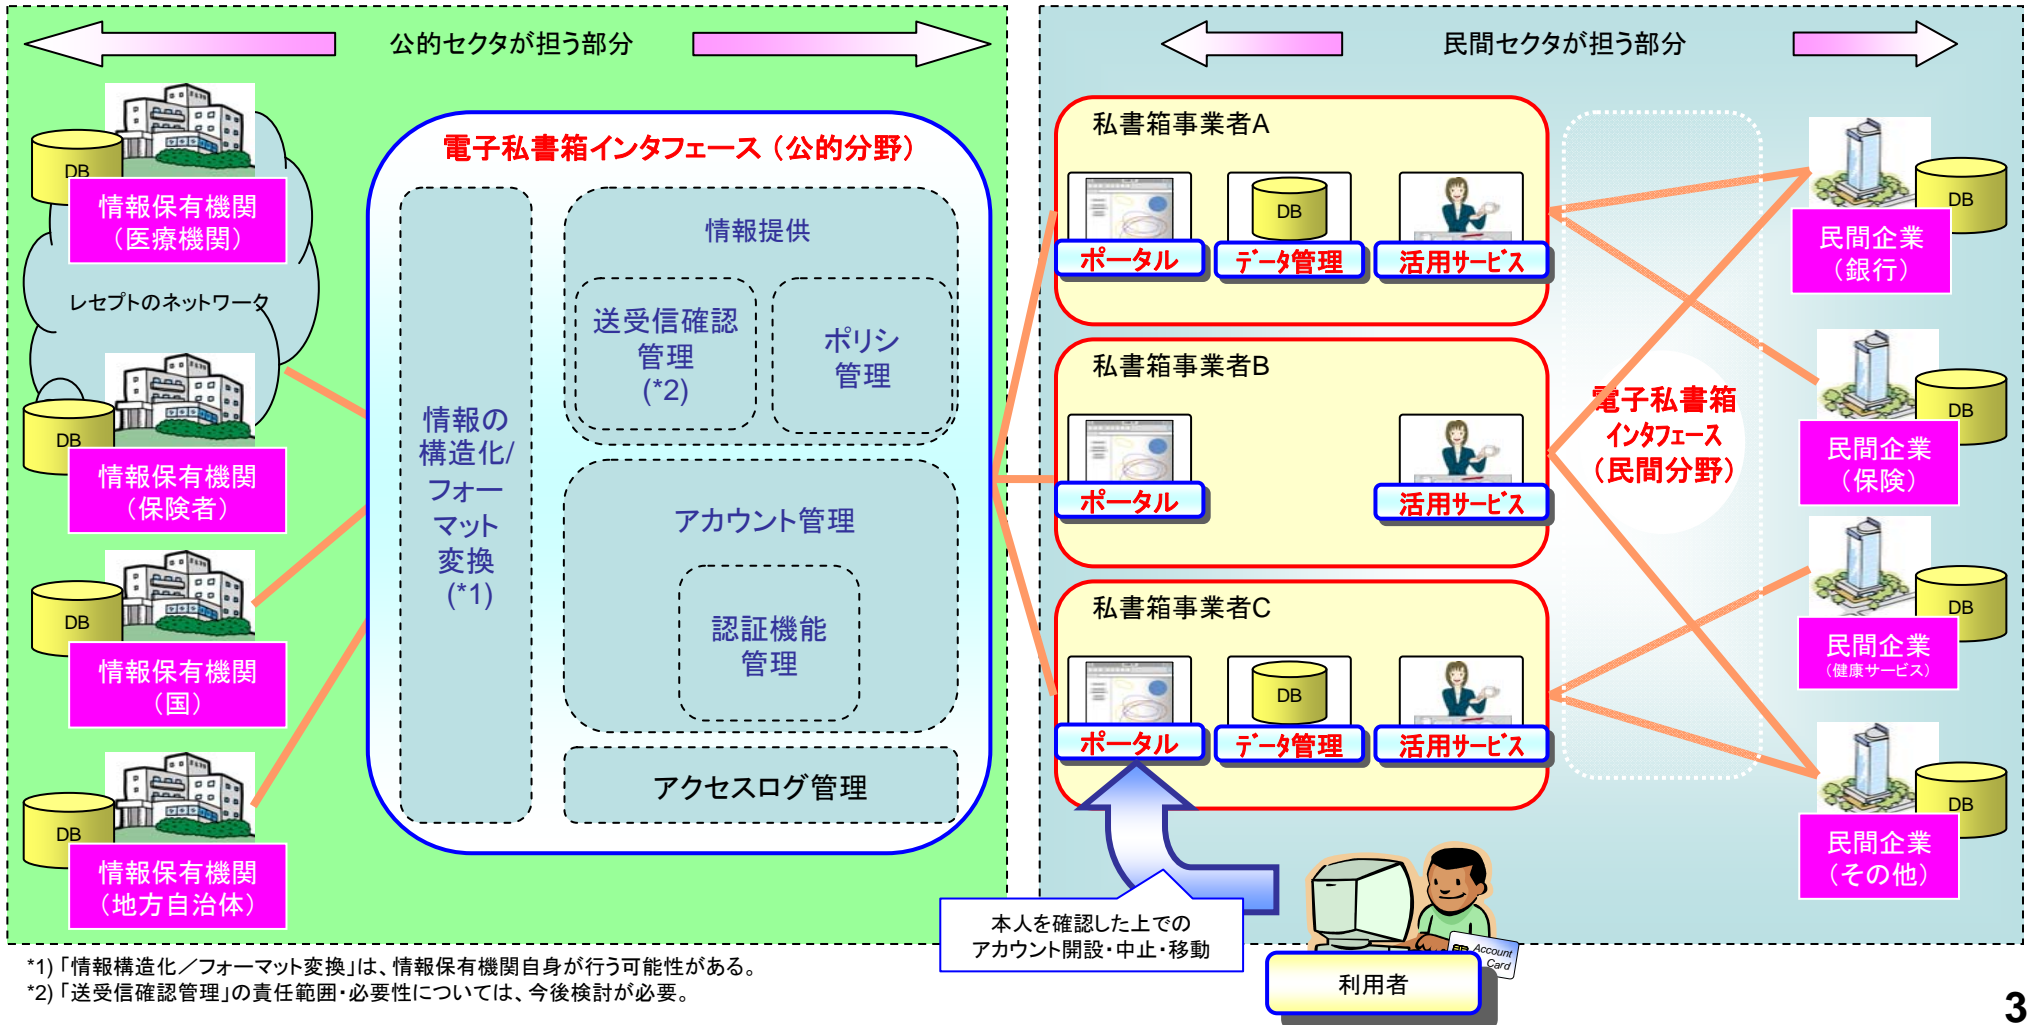 公的セクタが担う部分
民間セクタが担う部分
DB
情報保有機関
（医療機関）
レセプトのネットワーク
DB
情報保有機関
（保険者）
DB
情報保有機関
（国）
DB
情報保有機関
（地方自治体）
電子私書箱インタフェース（公的分野）
情報の
構造化/
フォー
マット
変換
(*1)
情報提供
送受信確認
管理
(*2)
ポリシ
管理
アカウント管理
認証機能
管理
アクセスログ管理
私書箱事業者A
DB
ポータル
データ管理
活用サービス
私書箱事業者B
ポータル
活用サービス
私書箱事業者C
DB
ポータル
データ管理
活用サービス
電子私書箱
インタフェース
（民間分野）
DB
民間企業
（銀行）
DB
民間企業
（保険）
DB
民間企業
（健康サービス）
DB
民間企業
（その他）
本人を確認した上での
アカウント開設・中止・移動
Account
Card
利用者
*1)「情報構造化／フォーマット変換」は、情報保有機関自身が行う可能性がある。
*2)「送受信確認管理」の責任範囲・必要性については、今後検討が必要。
3